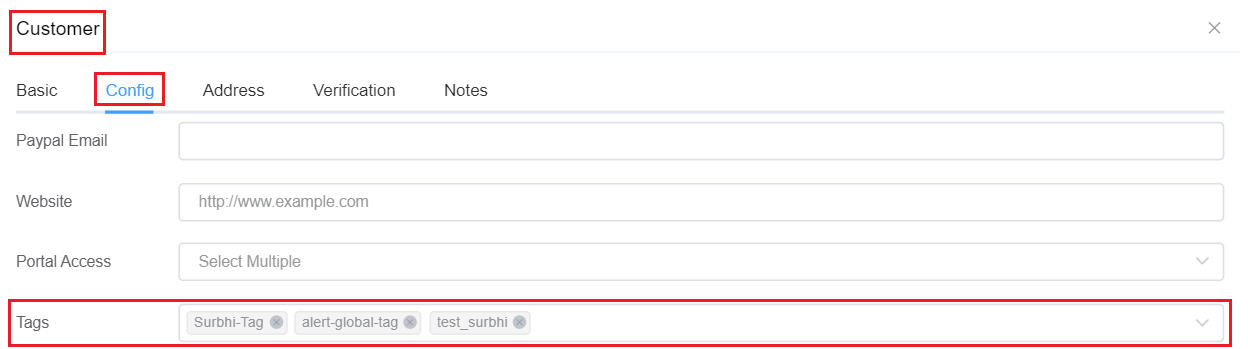 Customer
Basic Config Address Verification Notes
Paypal Email
Website http://www.example.com
Portal Access Select Multiple
Tags Surbhi-Tag alert-global-tag test_surbhi